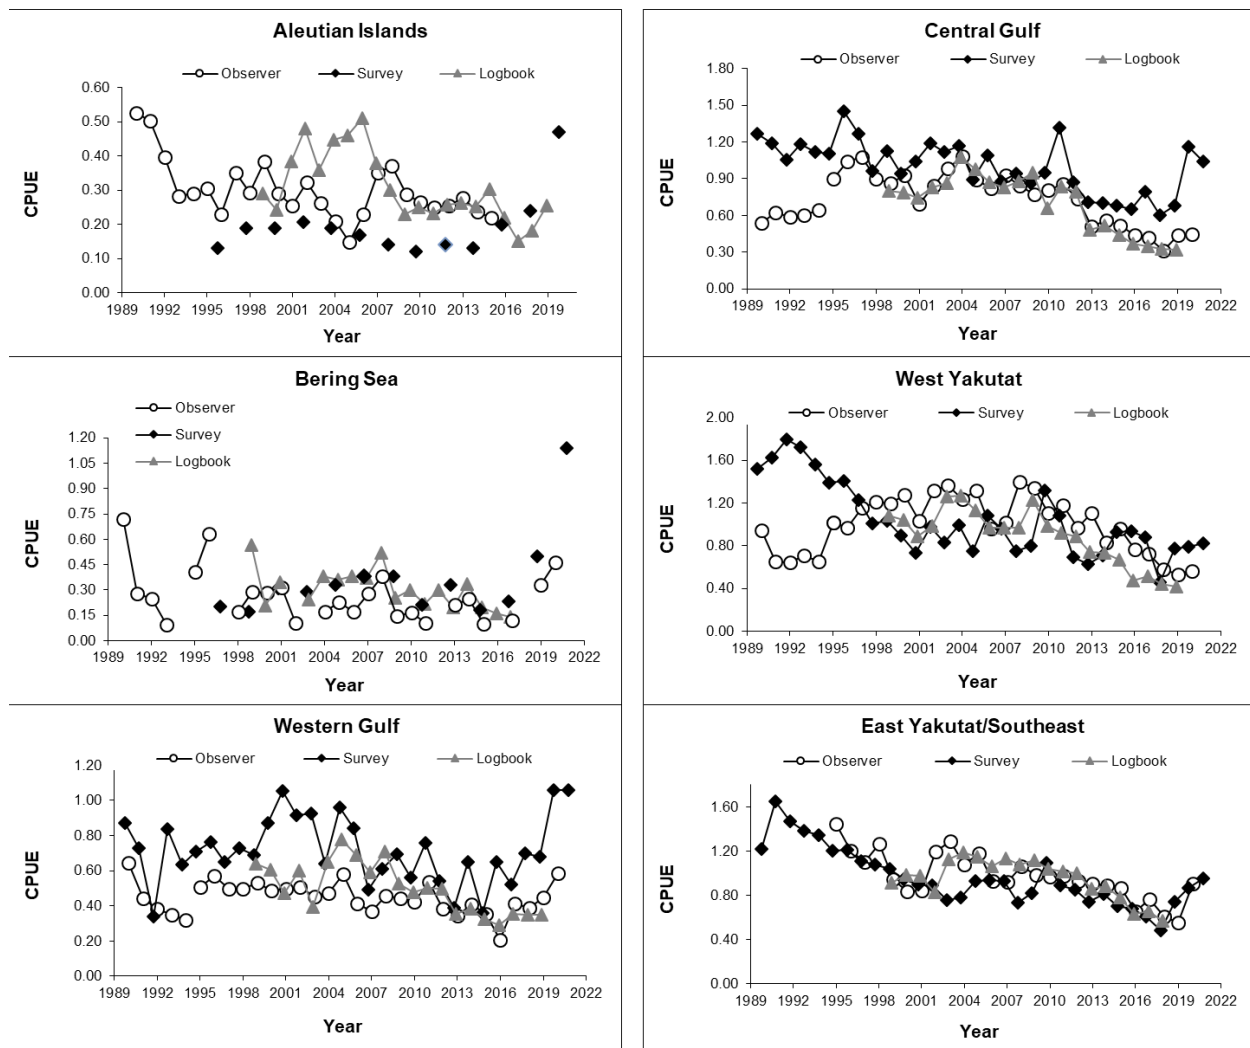 Aleutian Islands
Observer Survey Logbook
0.60
0.50
0.40
0.30
0.20
0.10
0.00
CPUE
1989 1992 1995 1998 2001 2004 2007 2010 2013 2016 2019
Year
Central Gulf
Observer Survey Logbook
1.80
1.50
1.20
0.90
0.60
0.30
0.00
CPUE
1989 1992 1995 1998 2001 2004 2007 2010 2013 2016 2019 2022
Year
Bering Sea
Observer
Survey
Logbook
1.20
1.05
0.90
0.75
0.60
0.45
0.30
0.15
0.00
CPUE
1989 1992 1995 1998 2001 2004 2007 2010 2013 2016 2019 2022
Year
West Yakutat
Observer Survey Logbook
2.00
1.60
1.20
0.80
0.40
0.00
CPUE
1989 1992 1995 1998 2001 2004 2007 2010 2013 2016 2019 2022
Year
Western Gulf
Observer Survey Logbook
1.20
1.00
0.80
0.60
0.40
0.20
0.00
CPUE
1989 1992 1995 1998 2001 2004 2007 2010 2013 2016 2019 2022
Year
East Yakutat/Southeast
Observer Survey Logbook
1.60
1.20
0.80
0.40
0.00
CPUE
1989 1992 1995 1998 2001 2004 2007 2010 2013 2016 2019 2022
Year